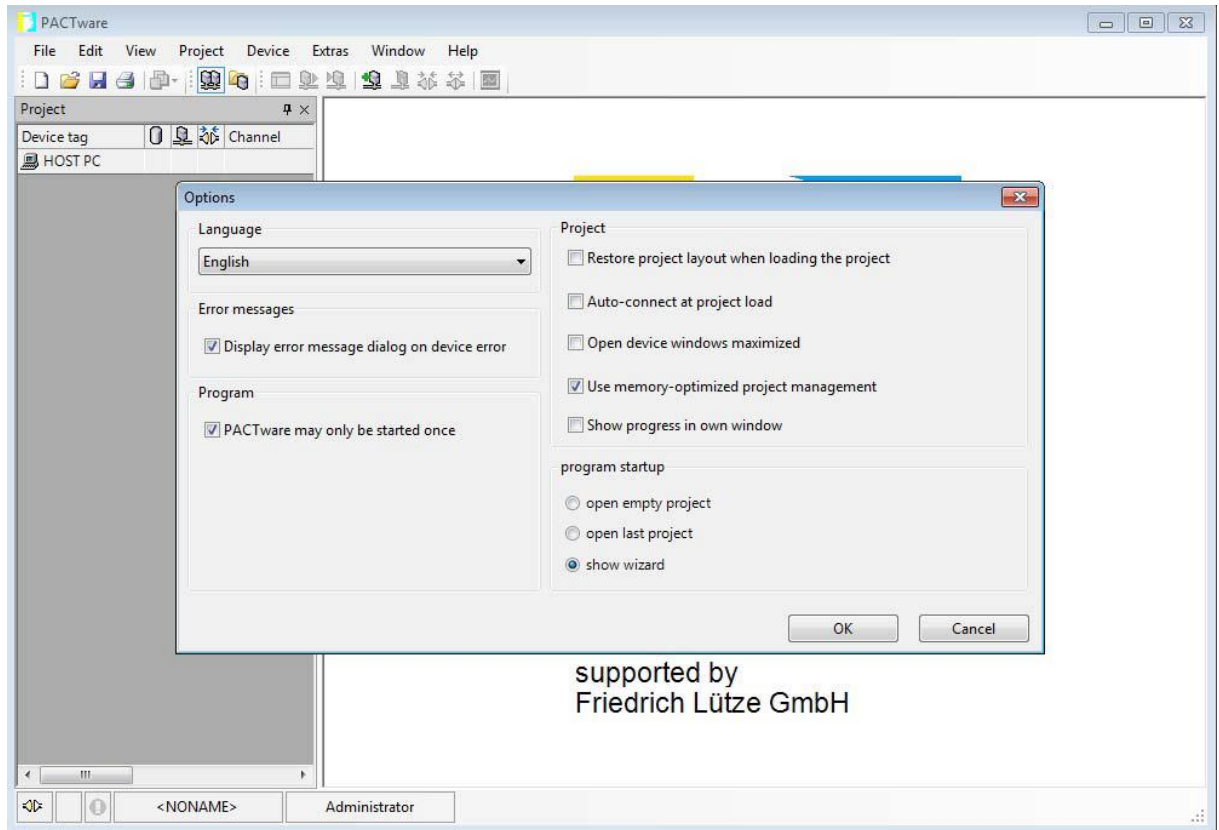 PACTware
File Edit View Project Device Extras Window Help
Project
Device tag Channel
HOST PC
Options
Language
English
Error messages
Display error message dialog on device error
Program
PACTware may only be started once
Project
Restore project layout when loading the project
Auto-connect at project load
Open device windows maximized
Use memory-optimized project management
Show progress in own window
program startup
open empty project
open last project
show wizard
OK Cancel
supported by
Friedrich Lütze GmbH
<NONAME> Administrator